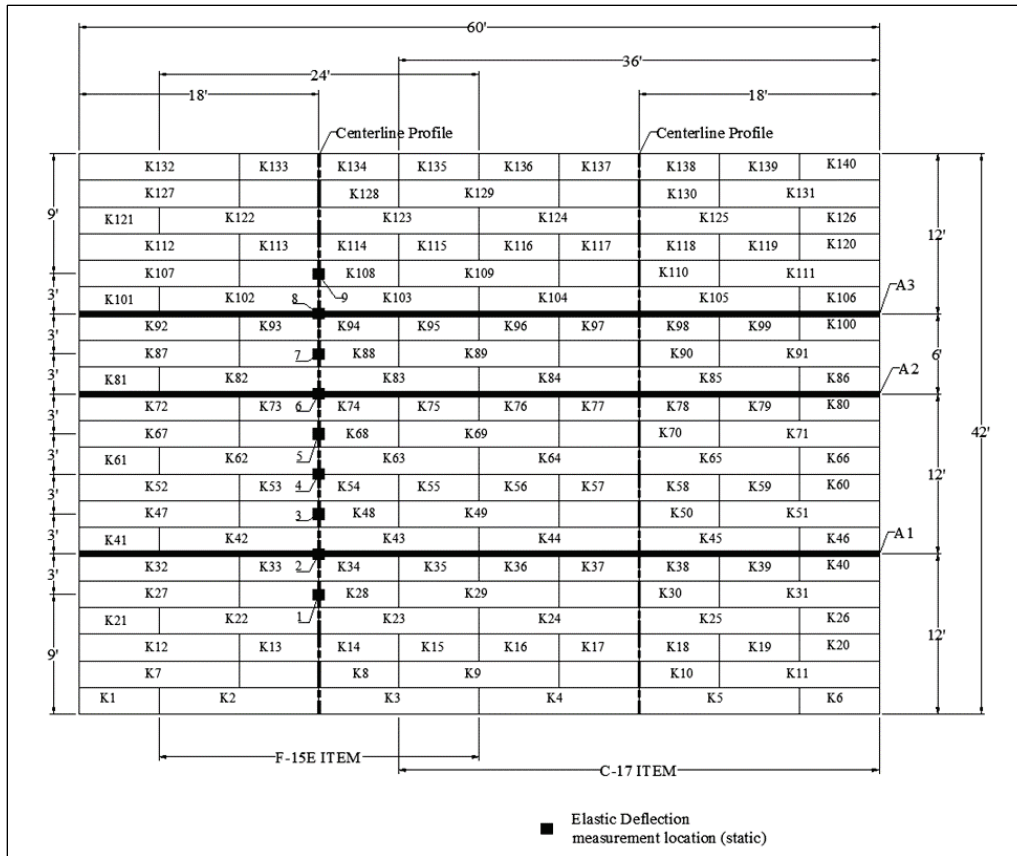 60'
36'
24'
18' 18'
Centerline Profile Centerline Profile
K132 K133 K134 K135 K136 K137 K138 K139 K140
K127 K128 K129 K130 K131
9'
K121 K122 K123 K124 K125 K126
12'
K112 K113 K114 K115 K116 K117 K118 K119 K120
K107 K108 K109 K110 K111
A3
3' K101 K102 8 9 K103 K104 K105 K106
3' K92 K93 K94 K95 K96 K97 K98 K99 K100
K87 7 K88 K89 K90 K91
6'
A2
3' K81 K82 K83 K84 K85 K86
3' K72 K73 6 K74 K75 K76 K77 K78 K79 K80
K67 K68 K69 K70 K71
42'
12'
3' K61 K62 5 K63 K64 K65 K66
3' K52 K53 4 K54 K55 K56 K57 K58 K59 K60
K47 3 K48 K49 K50 K51
A1
3' K41 K42 K43 K44 K45 K46
3' K32 K33 2 K34 K35 K36 K37 K38 K39 K40
K27 K28 K29 K30 K31
K21 K22 1 K23 K24 K25 K26
12'
9'
K12 K13 K14 K15 K16 K17 K18 K19 K20
K7 K8 K9 K10 K11
K1 K2 K3 K4 K5 K6
F-15E ITEM
C-17 ITEM
Elastic Deflection
measurement location (static)